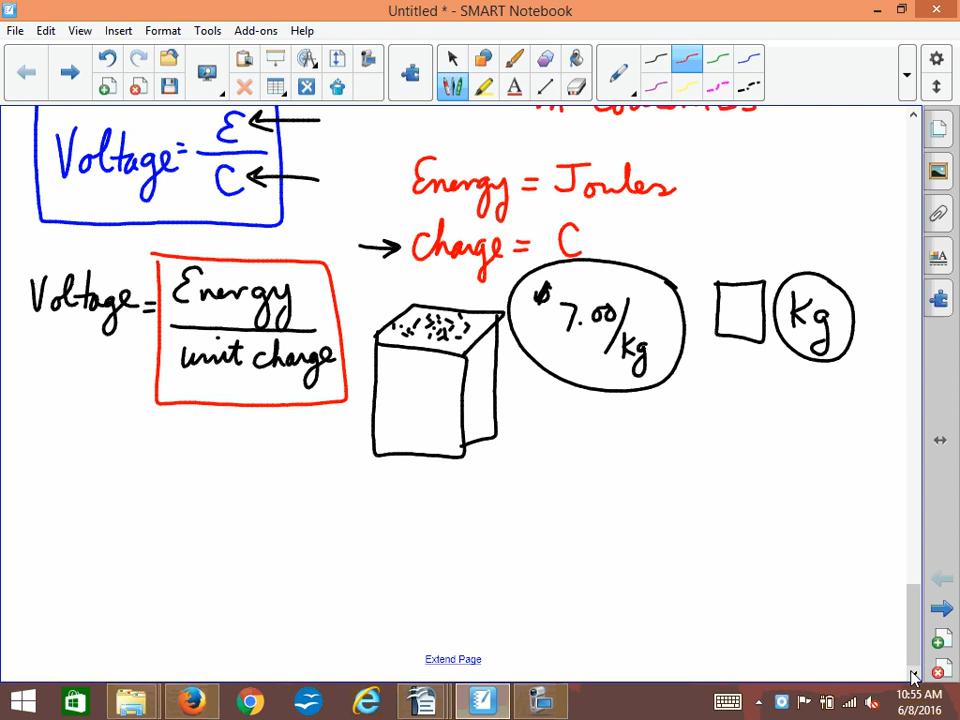 Untitled * - SMART Notebook
File Edit View Insert Format Tools Add-ons Help
Voltage = E
C
Energy = Joules
Charge = C
Voltage = Energy
unit charge
$ 7.00/
kg
kg
Extend Page
10:55 AM
6/8/2016